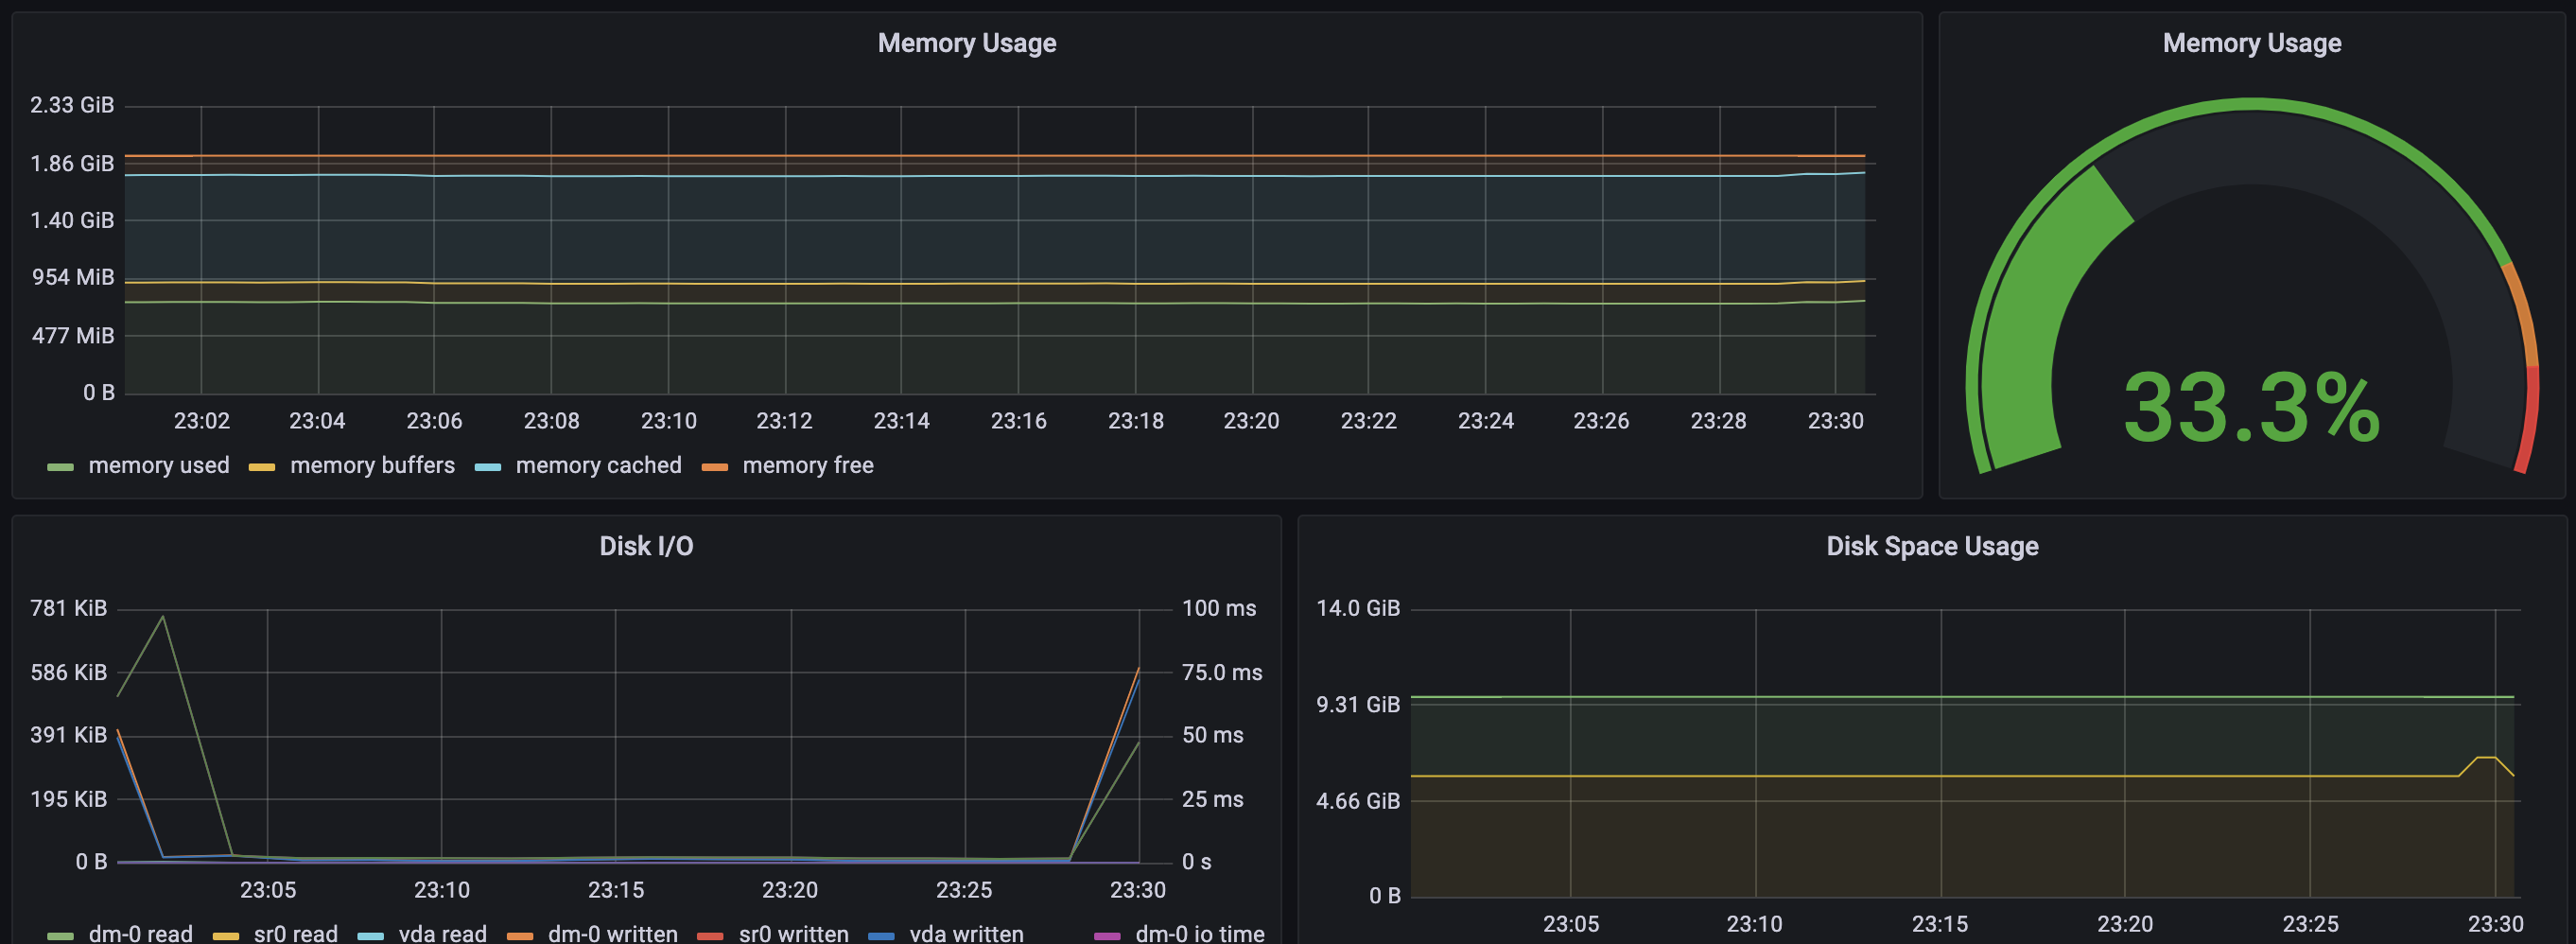 Memory Usage
2.33 GiB
1.86 GiB
1.40 GiB
954 MiB
477 MiB
0 B
23:02 23:04 23:06 23:08 23:10 23:12 23:14 23:16 23:18 23:20 23:22 23:24 23:26 23:28 23:30
memory used memory buffers memory cached memory free
Memory Usage
33.3%
Disk I/O
781 KiB 100 ms
586 KiB 75.0 ms
391 KiB 50 ms
195 KiB 25 ms
0 B 0 s
23:05 23:10 23:15 23:20 23:25 23:30
dm-0 read sr0 read vda read dm-0 written sr0 written vda written dm-0 io time
Disk Space Usage
14.0 GiB
9.31 GiB
4.66 GiB
0 B
23:05 23:10 23:15 23:20 23:25 23:30